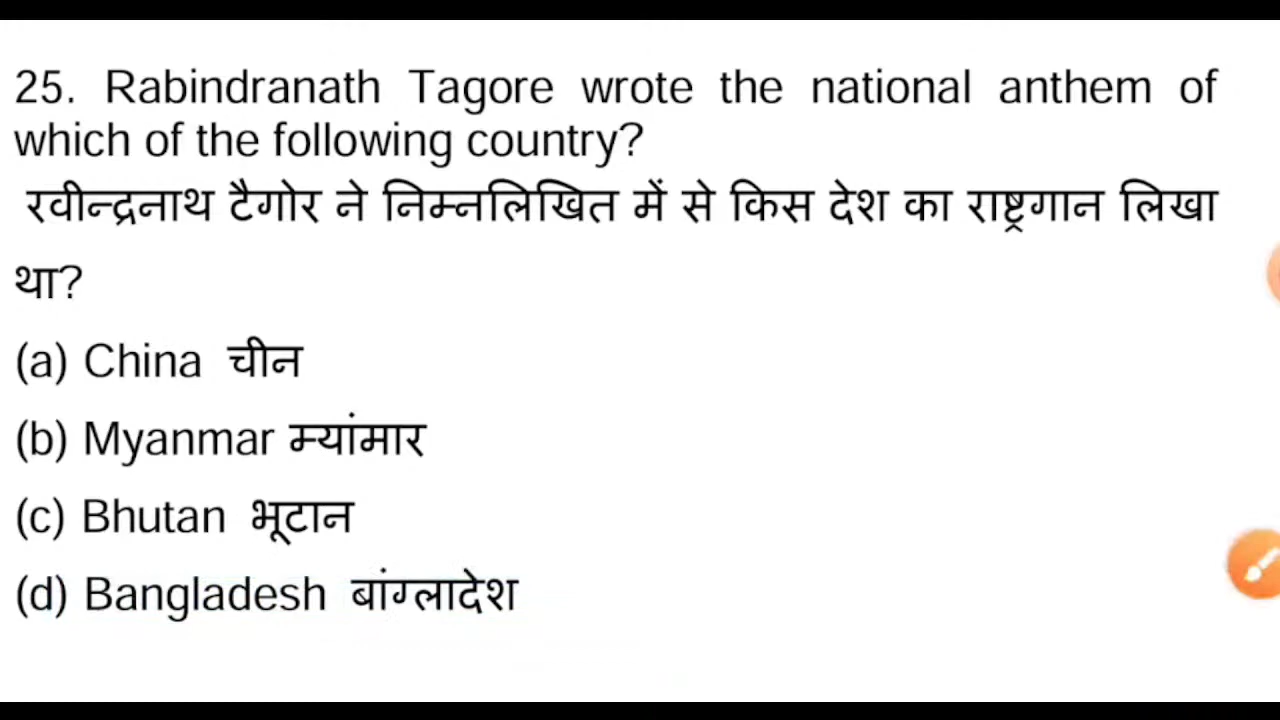 25. Rabindranath Tagore wrote the national anthem of
which of the following country?
रवीन्द्रनाथ टैगोर ने निम्नलिखित में से किस देश का राष्ट्रगान लिखा
था?
(a) China चीन
(b) Myanmar म्यांमार
(c) Bhutan भूटान
(d) Bangladesh बांग्लादेश